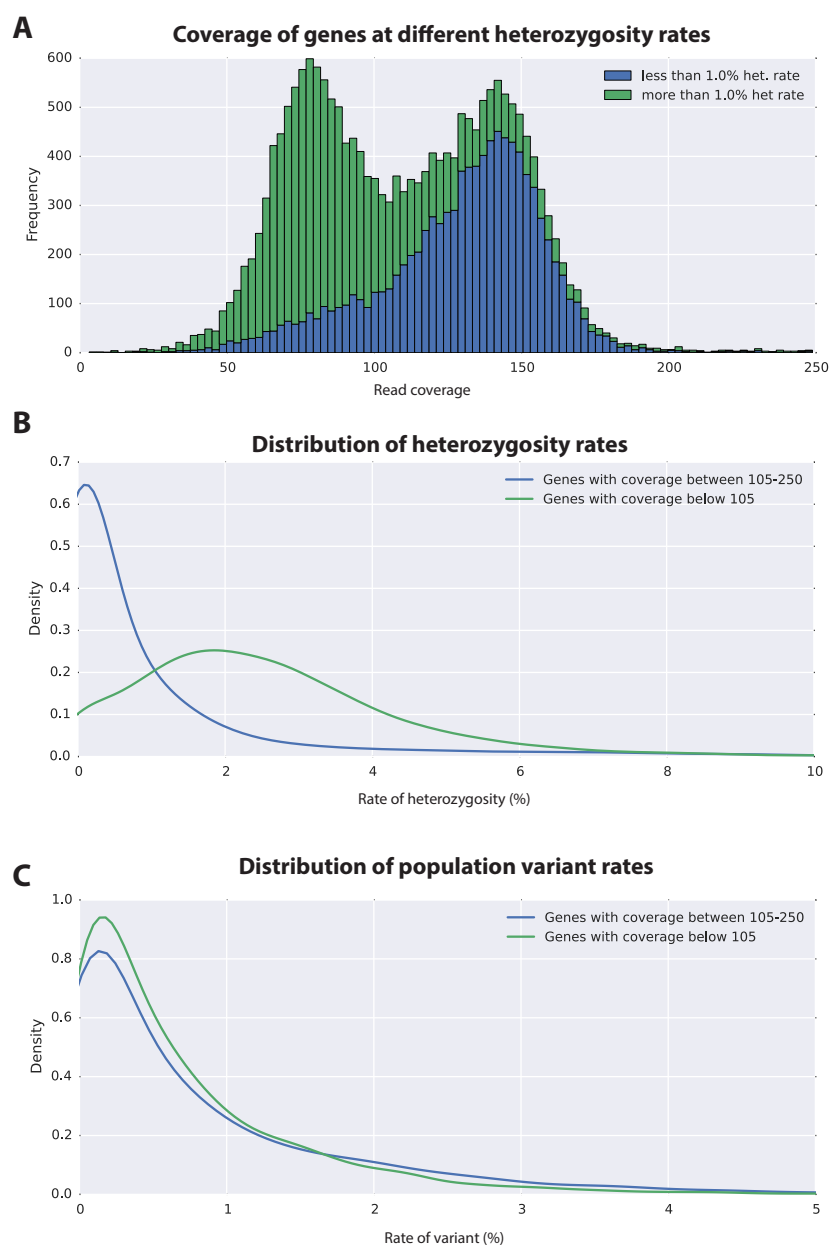 A
Coverage of genes at different heterozygosity rates
600
500
400
300
200
100
0
Frequency
less than 1.0% het. rate
more than 1.0% het rate
0
50
100
150
200
250
Read coverage
B
Distribution of heterozygosity rates
0.7
0.6
0.5
0.4
0.3
0.2
0.1
0.0
Density
Genes with coverage between 105-250
Genes with coverage below 105
0
2
4
6
8
10
Rate of heterozygosity (%)
C
Distribution of population variant rates
1.0
0.8
0.6
0.4
0.2
0.0
Density
Genes with coverage between 105-250
Genes with coverage below 105
0
1
2
3
4
5
Rate of variant (%)